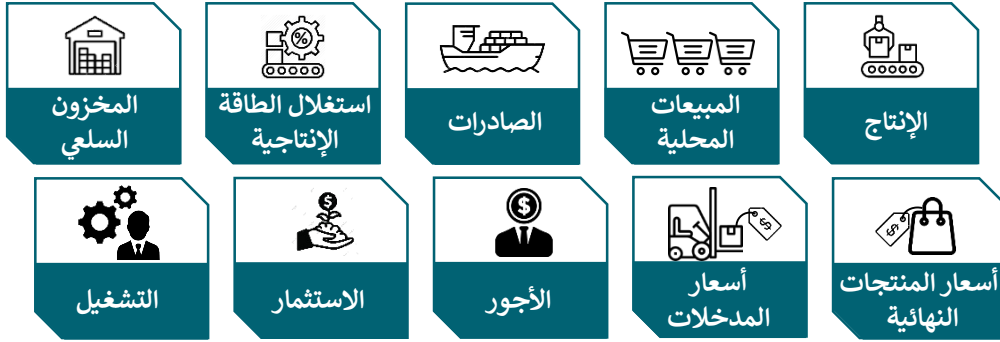 الإنتاج
المبيعات
المحلية
الصادرات
استغلال الطاقة
الإنتاجية
المخزون
السلعي
أسعار المنتجات
النهائية
أسعار
المدخلات
الأجور
الاستثمار
التشغيل